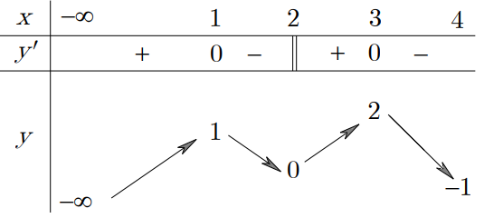 x −∞ 1 2 3 4
y′ + 0 − + 0 −
y −∞ 1 0 2 −1